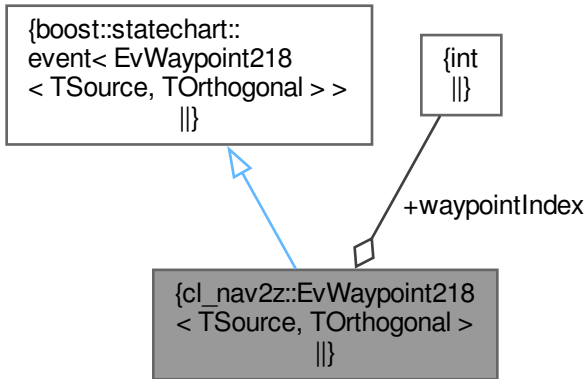 {boost::statechart::
event< EvWaypoint218
< TSource, TOrthogonal > >
||}
{int
||}
+waypointIndex
{cl_nav2z::EvWaypoint218
< TSource, TOrthogonal >
||}